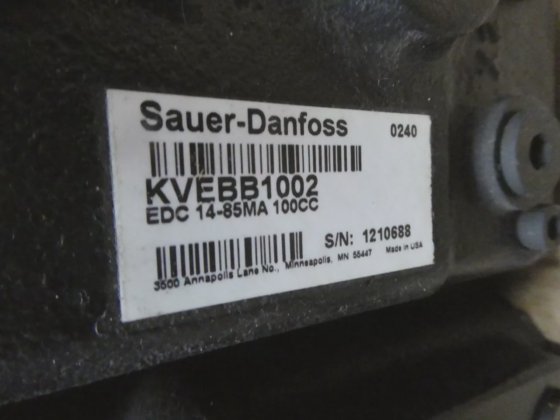 Sauer-Danfoss 0240
KVEBB1002
EDC 14-85MA 100CC
S/N: 1210688
3500 Annapolis Lane No., Minneapolis, MN 55447 Made in USA